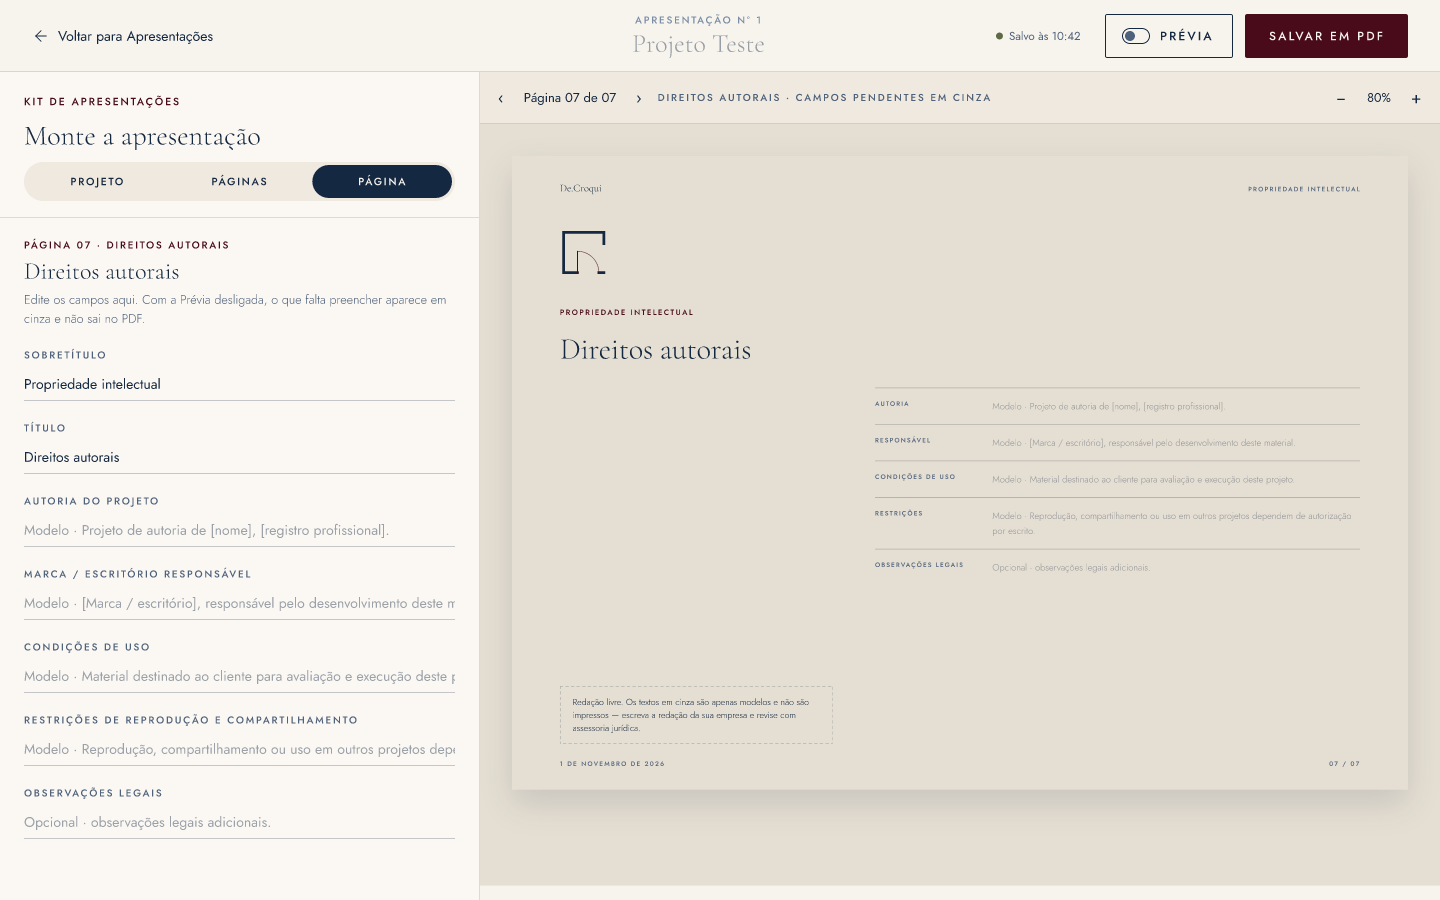 Voltar para Apresentações
APRESENTAÇÃO Nº 1
Projeto Teste
Salvo às 10:42
PRÉVIA
SALVAR EM PDF
KIT DE APRESENTAÇÕES
Monte a apresentação
PROJETO
PÁGINAS
PÁGINA
PÁGINA 07 · DIREITOS AUTORAIS
Direitos autorais
Edite os campos aqui. Com a Prévia desligada, o que falta preencher aparece em
cinza e não sai no PDF.
SOBRETÍTULO
Propriedade intelectual
TÍTULO
Direitos autorais
AUTORIA DO PROJETO
Modelo · Projeto de autoria de [nome], [registro profissional].
MARCA / ESCRITÓRIO RESPONSÁVEL
Modelo · [Marca / escritório], responsável pelo desenvolvimento deste m
CONDIÇÕES DE USO
Modelo · Material destinado ao cliente para avaliação e execução deste p
RESTRIÇÕES DE REPRODUÇÃO E COMPARTILHAMENTO
Modelo · Reprodução, compartilhamento ou uso em outros projetos depe
OBSERVAÇÕES LEGAIS
Opcional · observações legais adicionais.
‹ Página 07 de 07 ›
DIREITOS AUTORAIS · CAMPOS PENDENTES EM CINZA
− 80% +
De.Croqui
PROPRIEDADE INTELECTUAL
PROPRIEDADE INTELECTUAL
Direitos autorais
AUTORIA
Modelo · Projeto de autoria de [nome], [registro profissional].
RESPONSÁVEL
Modelo · [Marca / escritório], responsável pelo desenvolvimento deste material.
CONDIÇÕES DE USO
Modelo · Material destinado ao cliente para avaliação e execução deste projeto.
RESTRIÇÕES
Modelo · Reprodução, compartilhamento ou uso em outros projetos dependem de autorização
por escrito.
OBSERVAÇÕES LEGAIS
Opcional · observações legais adicionais.
Redação livre. Os textos em cinza são apenas modelos e não são
impressos — escreva a redação da sua empresa e revise com
assessoria jurídica.
1 DE NOVEMBRO DE 2026
07 / 07